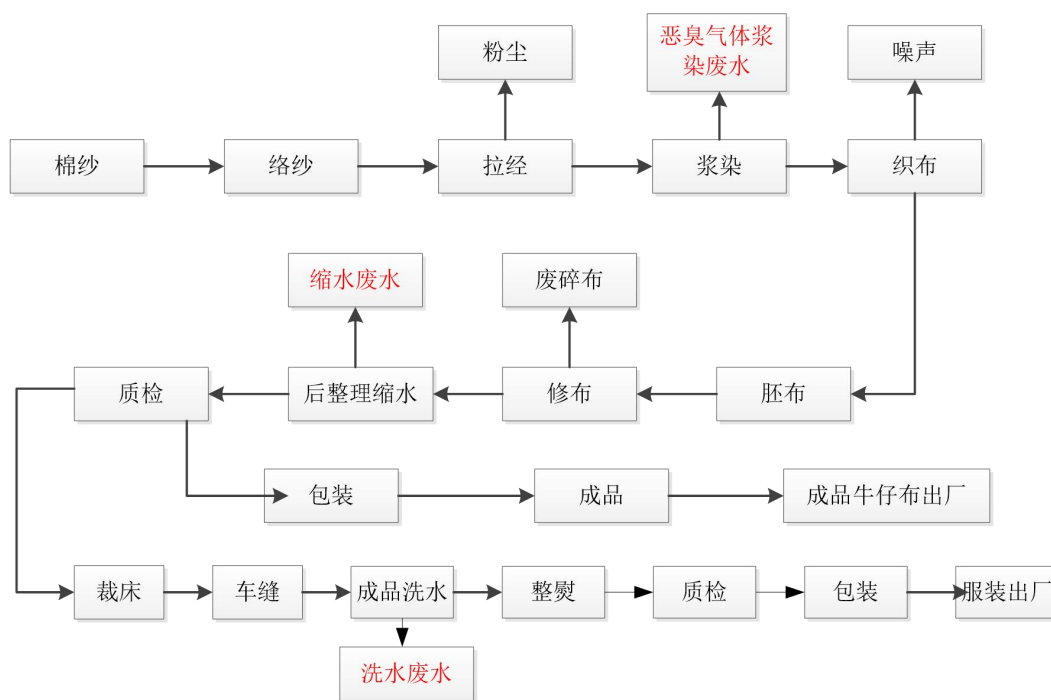 粉尘
恶臭气体浆
染废水
噪声
棉纱
络纱
拉经
浆染
织布
缩水废水
废碎布
质检
后整理缩水
修布
胚布
包装
成品
成品牛仔布出厂
裁床
车缝
成品洗水
整熨
质检
包装
服装出厂
洗水废水